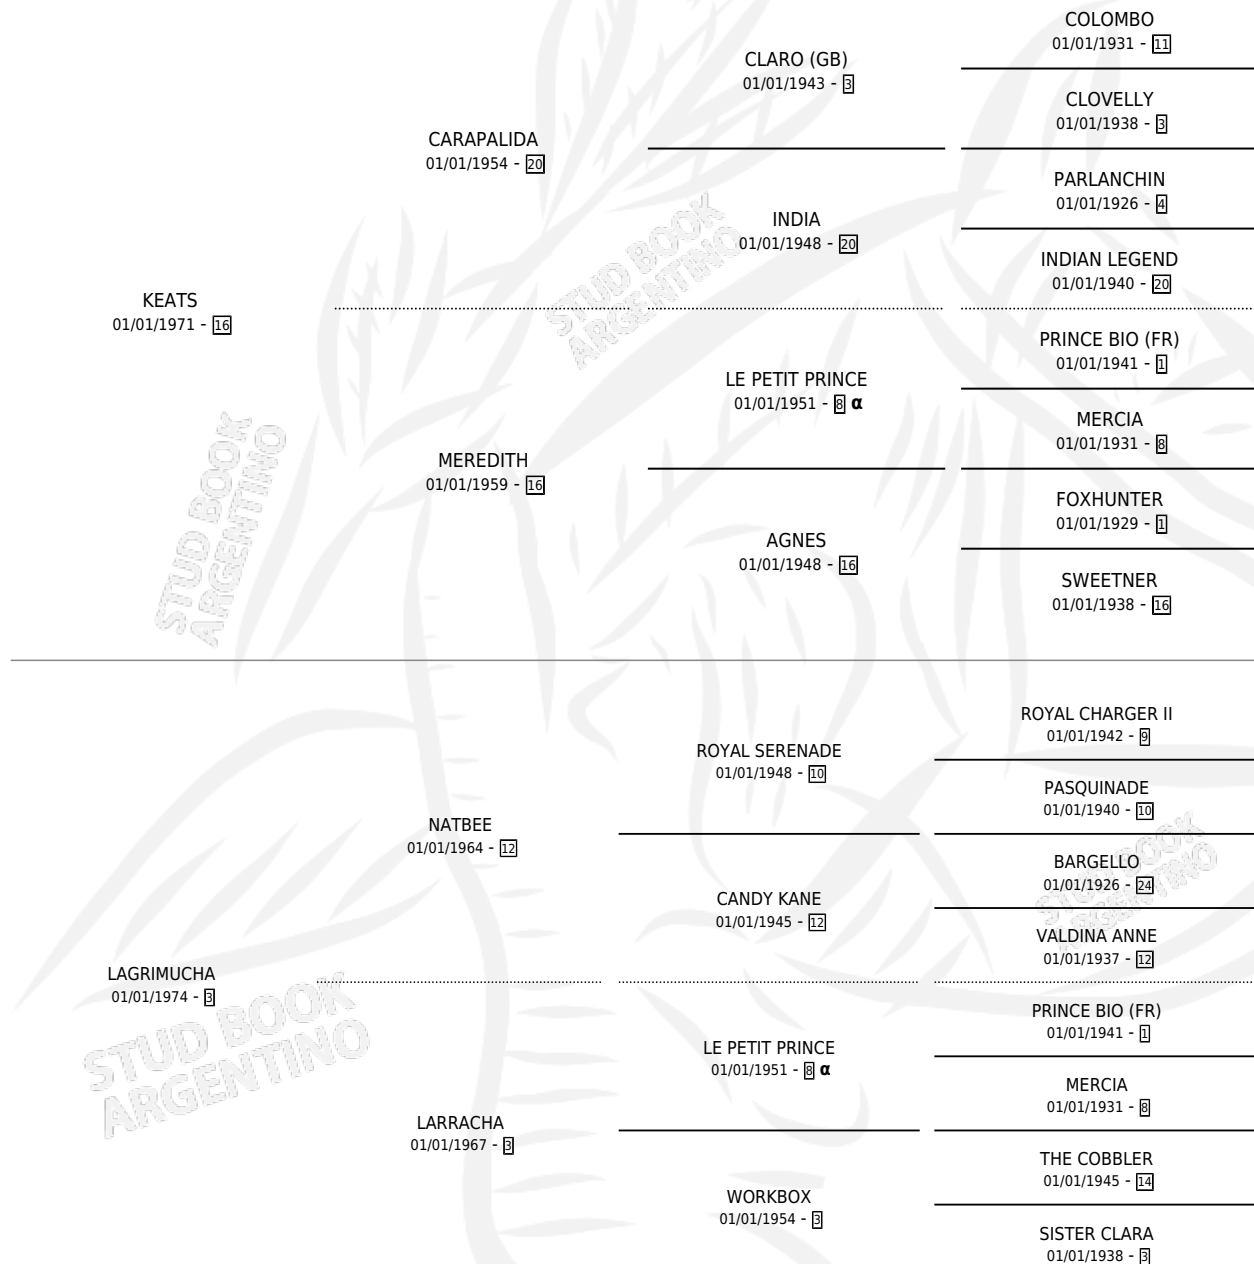 COLOMBO
01/01/1931 - 11
CLARO (GB)
01/01/1943 - 3
CLOVELLY
01/01/1938 - 3
CARAPALIDA
01/01/1954 - 20
PARLANCHIN
01/01/1926 - 4
INDIA
01/01/1948 - 20
INDIAN LEGEND
01/01/1940 - 20
KEATS
01/01/1971 - 16
PRINCE BIO (FR)
01/01/1941 - 1
LE PETIT PRINCE
01/01/1951 - 8 α
MERCIA
01/01/1931 - 8
MEREDITH
01/01/1959 - 16
FOXHUNTER
01/01/1929 - 1
AGNES
01/01/1948 - 16
SWEETNER
01/01/1938 - 16
ROYAL CHARGER II
01/01/1942 - 9
ROYAL SERENADE
01/01/1948 - 10
PASQUINADE
01/01/1940 - 10
NATBEE
01/01/1964 - 12
BARGELLO
01/01/1926 - 24
CANDY KANE
01/01/1945 - 12
VALDINA ANNE
01/01/1937 - 12
LAGRIMUCHA
01/01/1974 - 3
PRINCE BIO (FR)
01/01/1941 - 1
LE PETIT PRINCE
01/01/1951 - 8 α
MERCIA
01/01/1931 - 8
LARRACHA
01/01/1967 - 3
THE COBBLER
01/01/1945 - 14
WORKBOX
01/01/1954 - 3
SISTER CLARA
01/01/1938 - 3
STUD BOOK
ARGENTINO
STUD BOOK
ARGENTINO
STUD BOOK
ARGENTINO
STUD BOOK
ARGENTINO